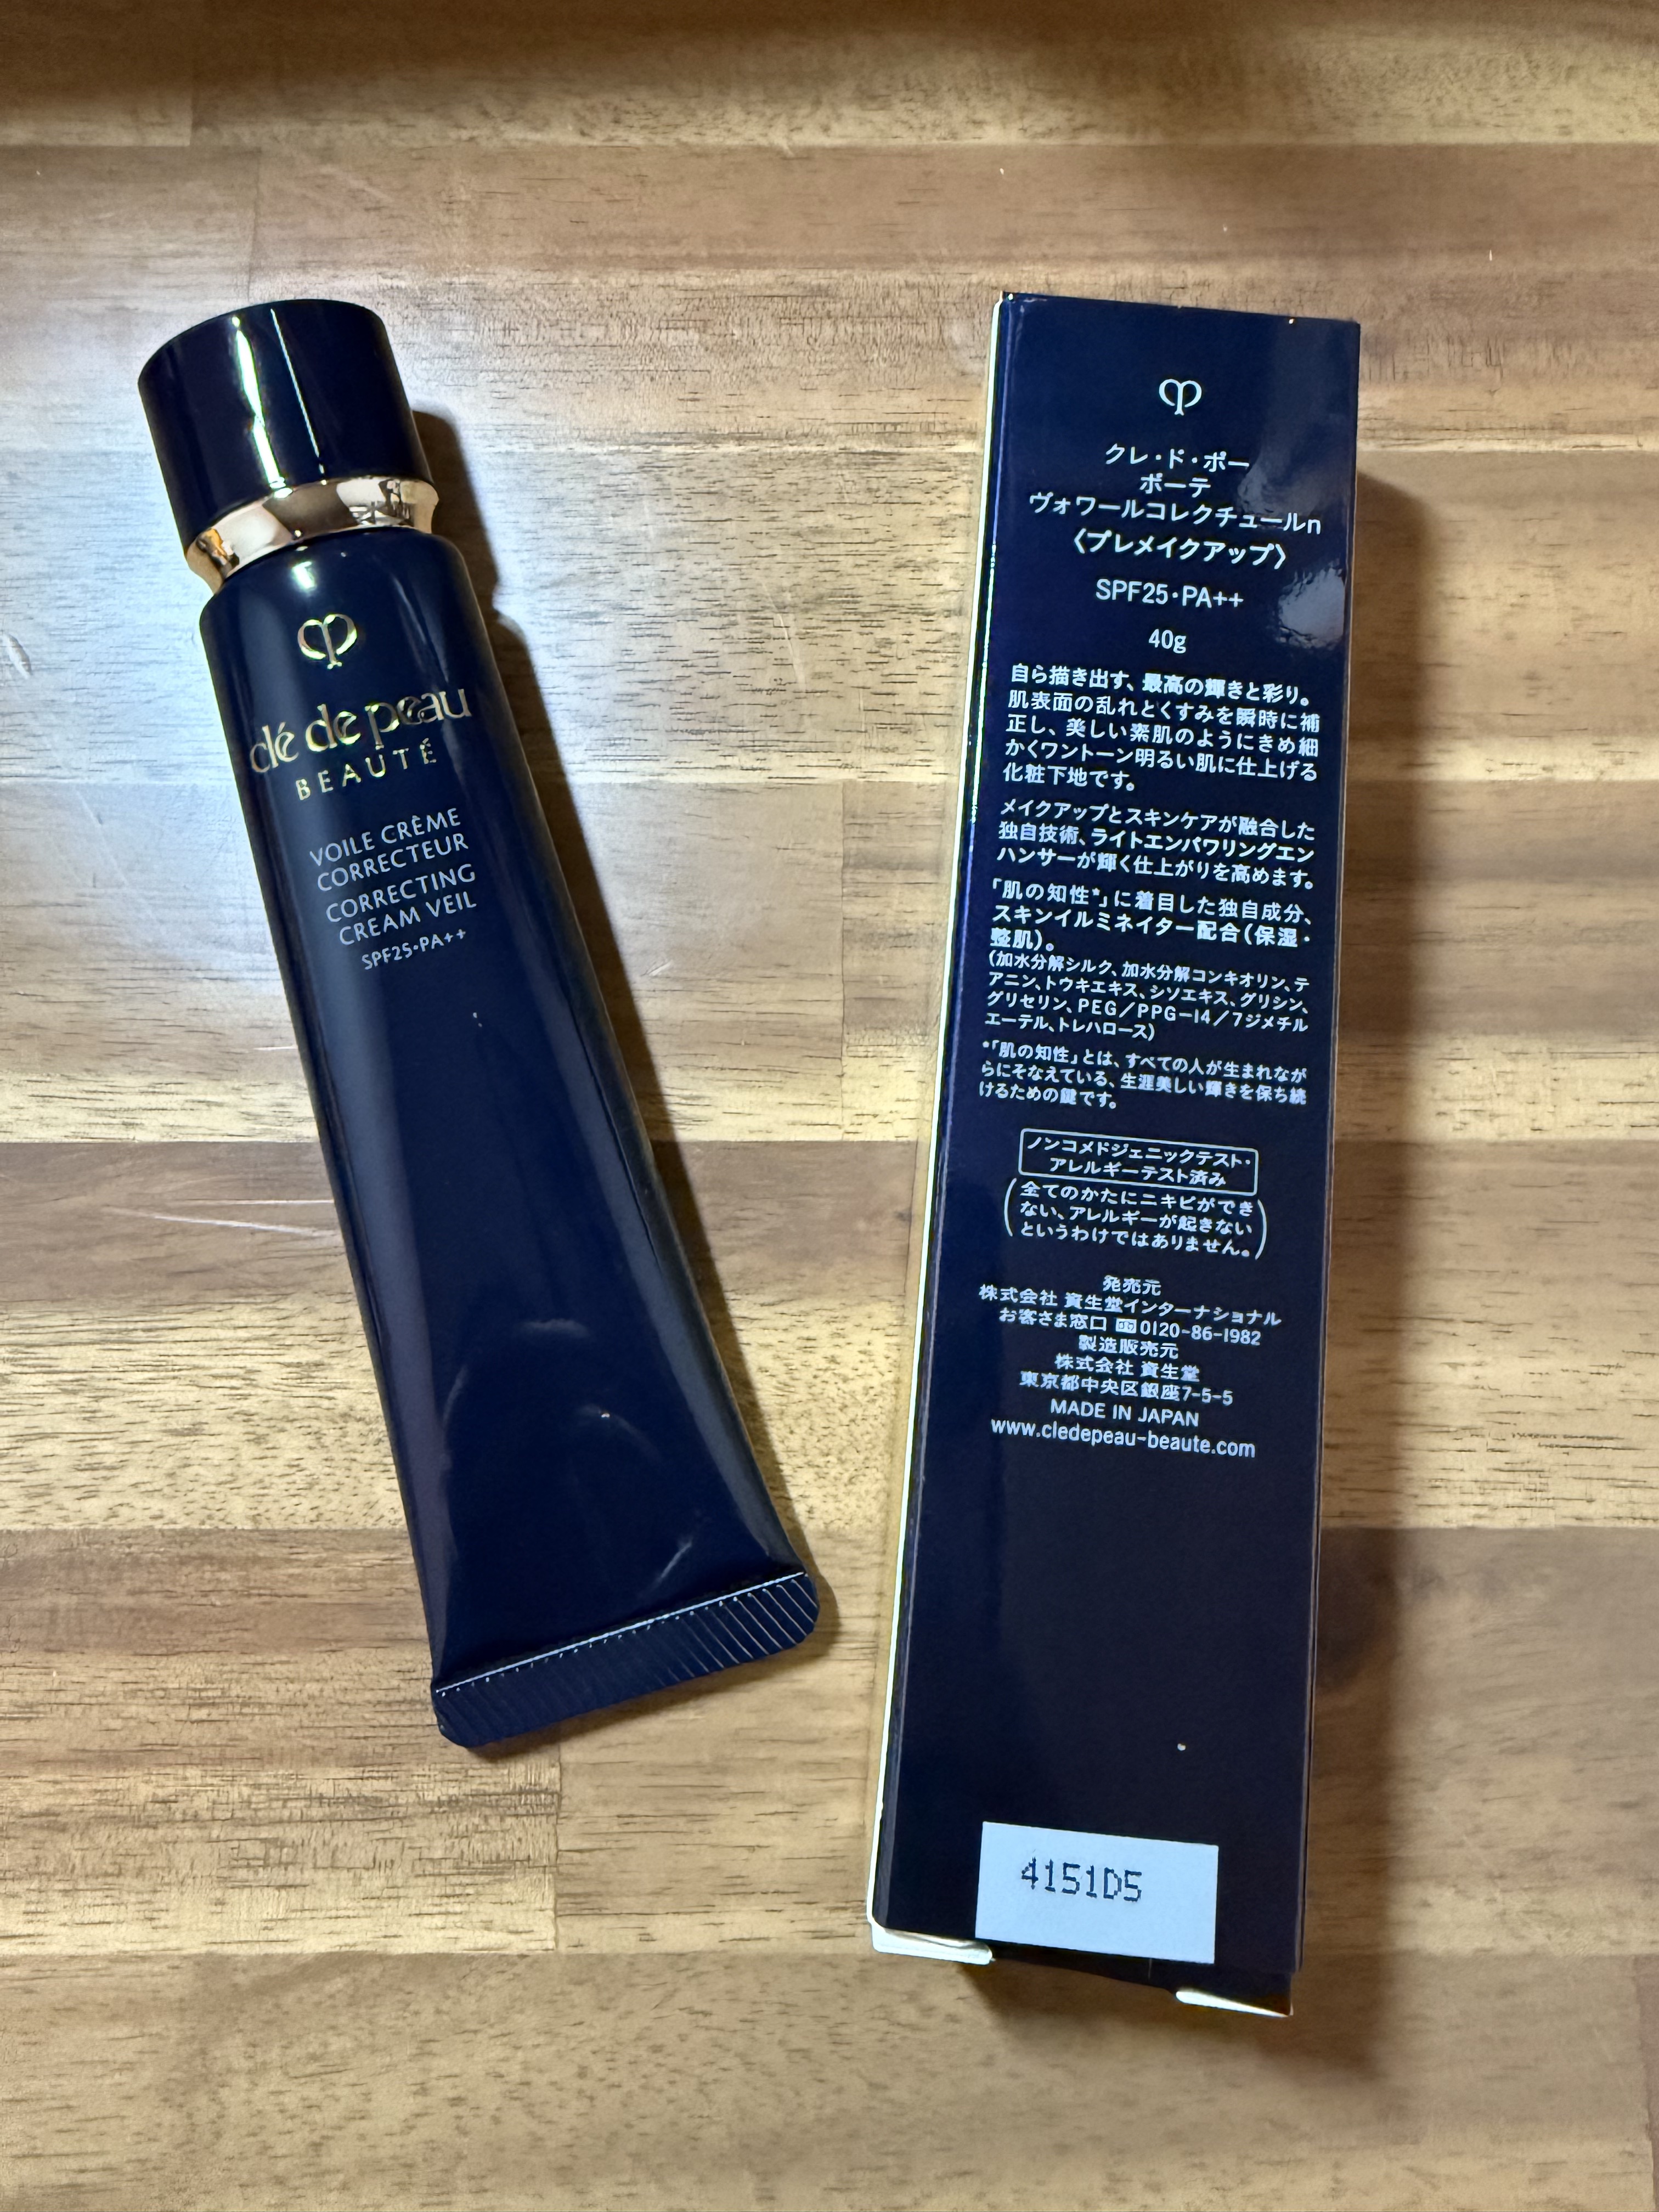 clé de peau
BEAUTÉ
VOILE CRÈME
CORRECTEUR
CORRECTING
CREAM VEIL
SPF25・PA++
クレ・ド・ポー
ボーテ
ヴォワールコレクチュールn
〈プレメイクアップ〉
SPF25・PA++
40g
自ら描き出す、最高の輝きと彩り。
肌表面の乱れとくすみを瞬時に補
正し、美しい素肌のようにきめ細
かくワントーン明るい肌に仕上げる
化粧下地です。
メイクアップとスキンケアが融合した
独自技術、ライトエンパワリングエン
ハンサーが輝く仕上がりを高めます。
「肌の知性*」に着目した独自成分、
スキンイルミネイター配合(保湿・
整肌)。
(加水分解シルク、加水分解コンキオリン、テ
アニン、トウキエキス、シソエキス、グリシン、
グリセリン、PEG/PPG-14/7ジメチル
エーテル、トレハロース)
*「肌の知性」とは、すべての人が生まれなが
らにそなえている、生涯美しい輝きを保ち続
けるための鍵です。
ノンコメドジェニックテスト・
アレルギーテスト済み
(全てのかたにニキビができ
ない、アレルギーが起きない
というわけではありません。)
発売元
株式会社 資生堂インターナショナル
お客さま窓口 0120-86-1982
製造販売元
株式会社 資生堂
東京都中央区銀座7-5-5
MADE IN JAPAN
www.cledepeau-beaute.com
4151D5